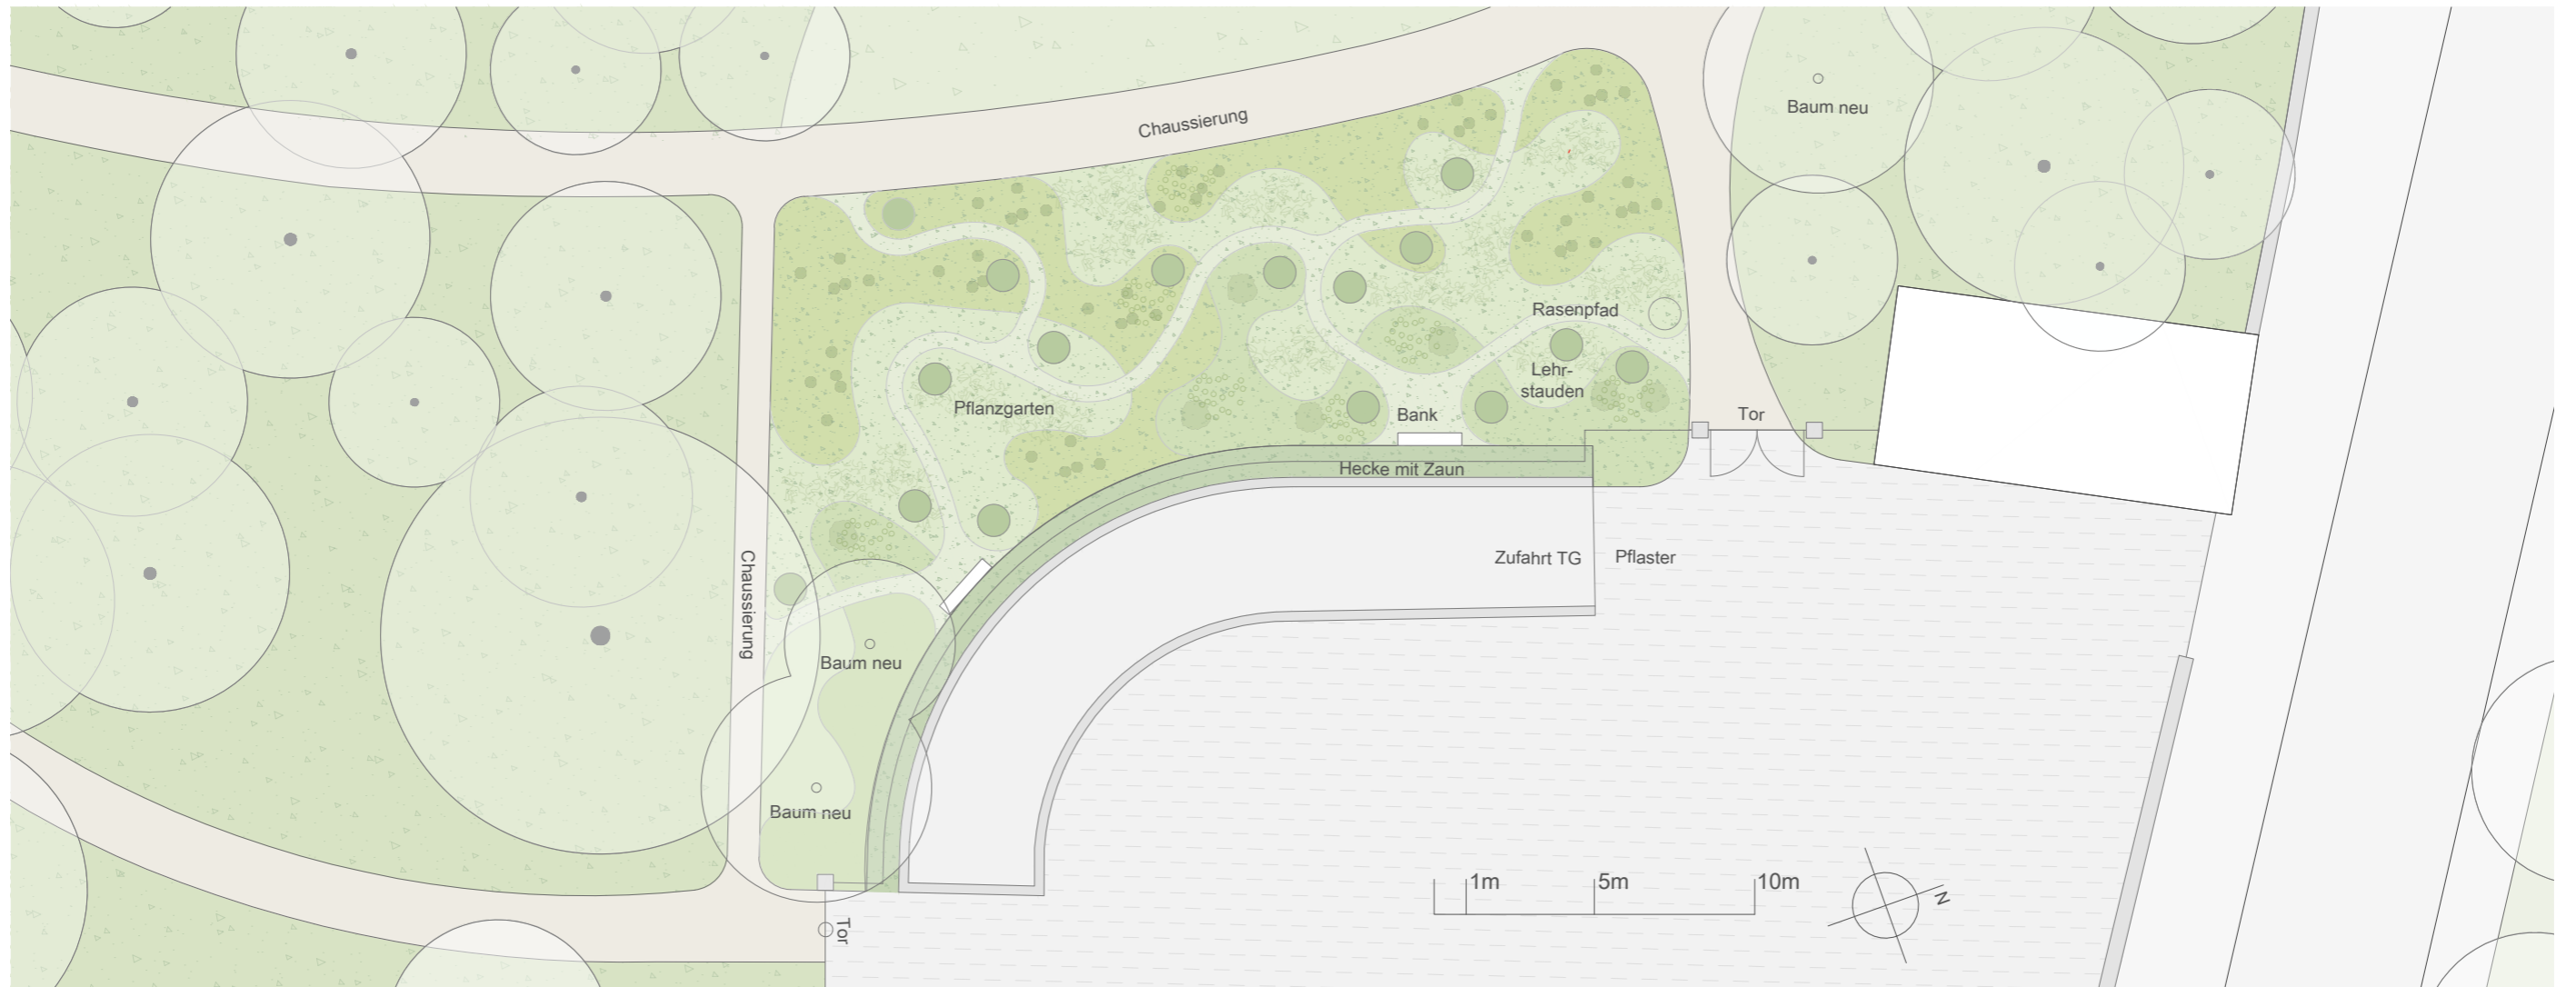 Baum neu
Chaussierung
Rasenpfad
Lehr-
stauden
Pflanzgarten
Bank
Tor
Hecke mit Zaun
Zufahrt TG
Pflaster
Chaussierung
Baum neu
Baum neu
1m
5m
10m
N
Tor